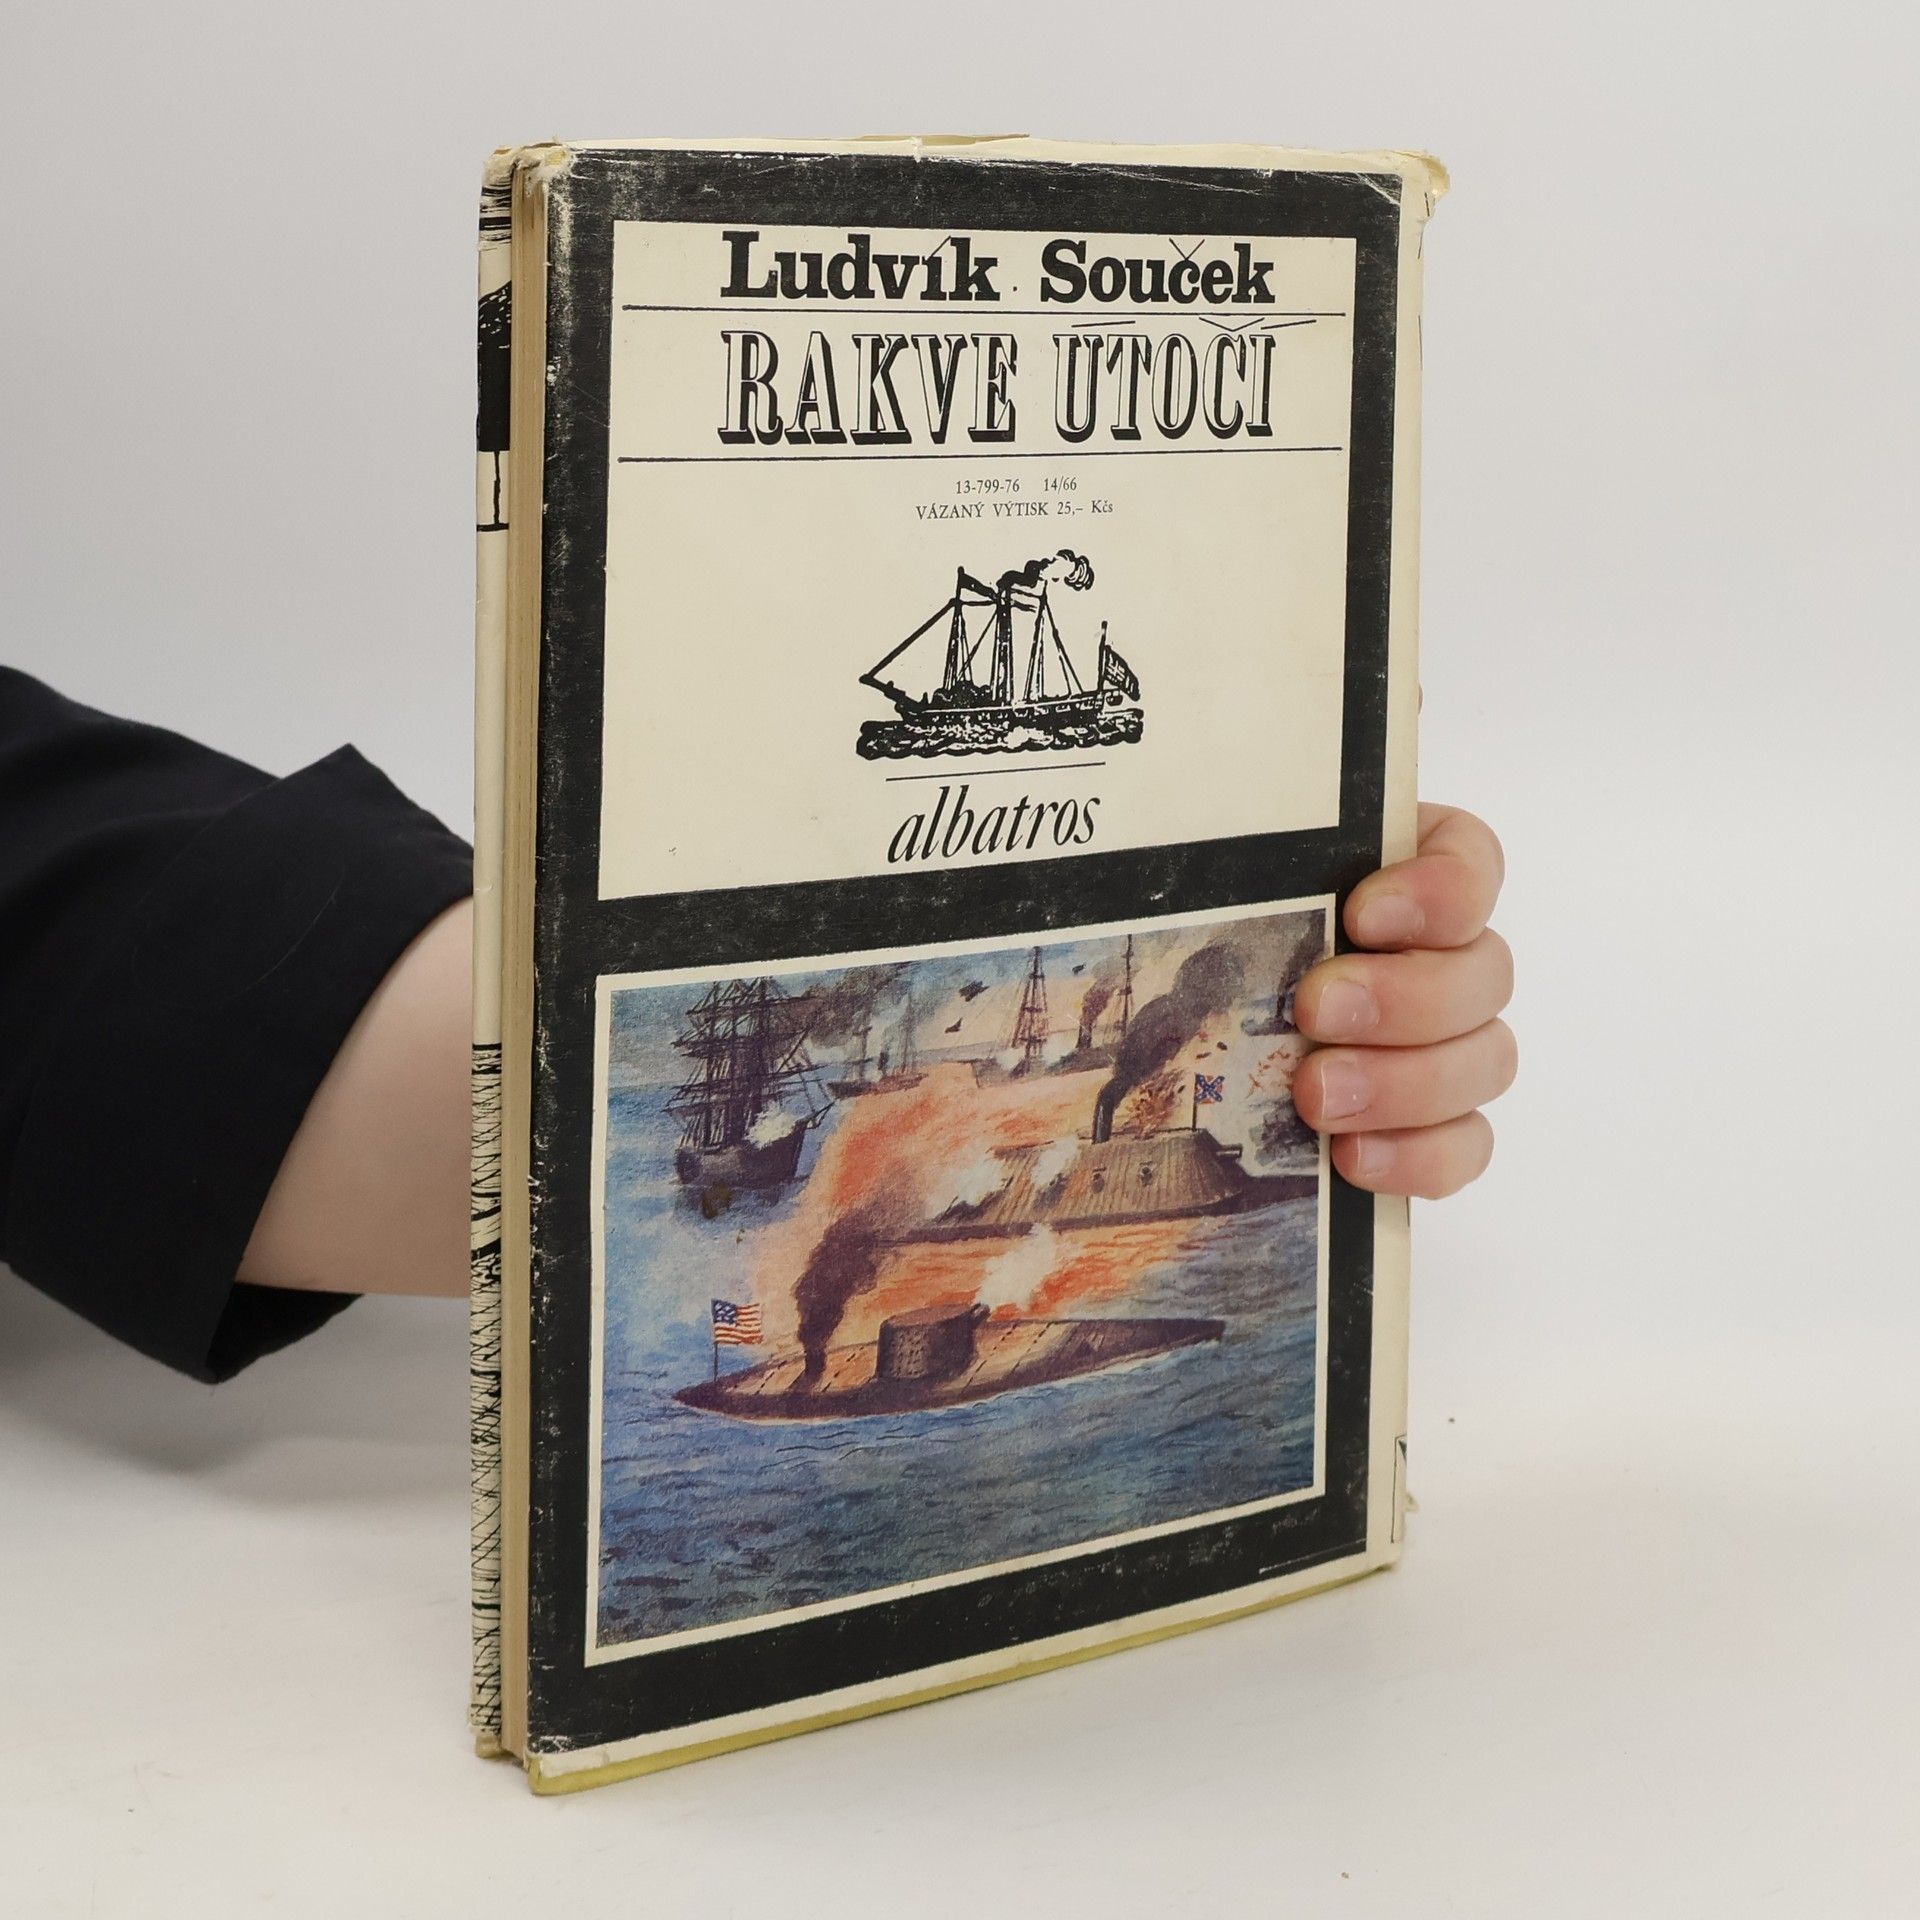 Ludvík Souček
RAKVE ÚTOČÍ
13-799-76 14/66
VÁZANÝ VÝTISK 25,– Kčs
albatros